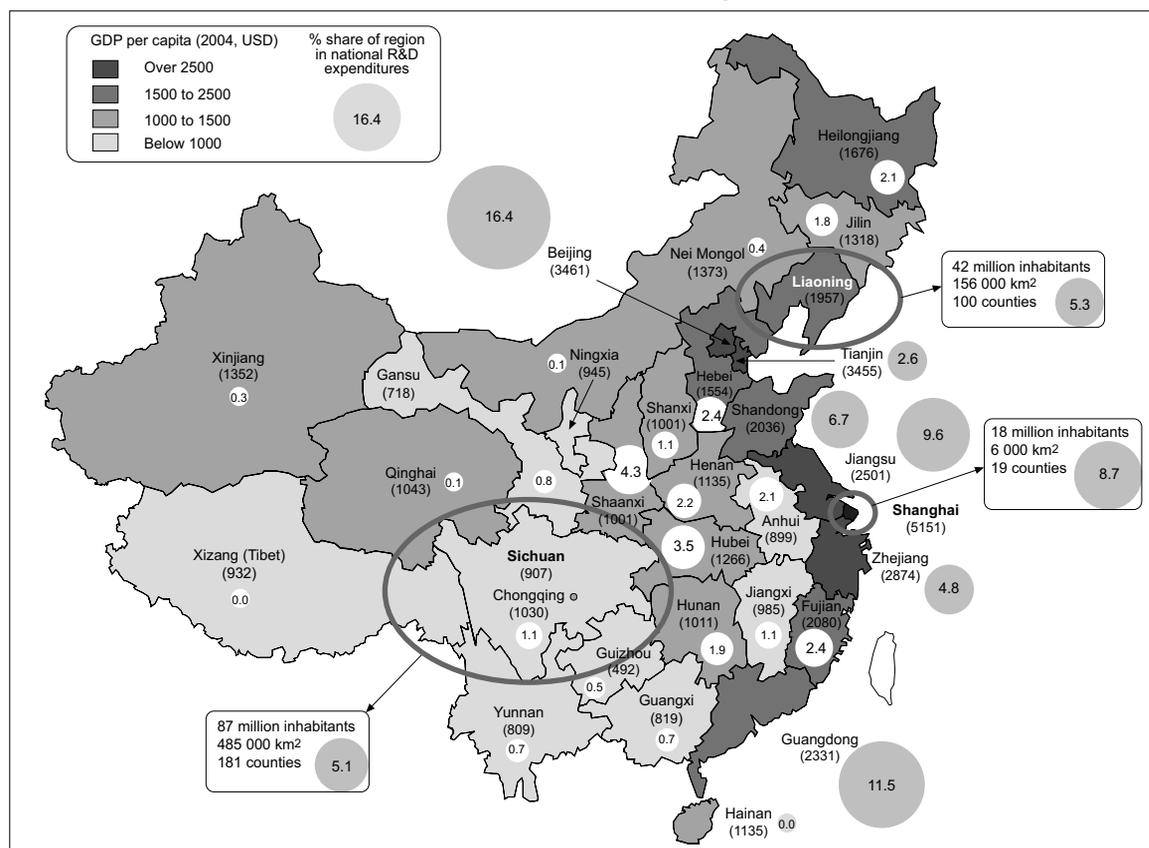 GDP per capita (2004, USD)
Over 2500
1500 to 2500
1000 to 1500
Below 1000
% share of region
in national R&D
expenditures
16.4
Heilongjiang
(1676)
2.1
16.4
1.8
Jilin
(1318)
Beijing
(3461)
Nei Mongol
(1373)
0.4
Liaoning
(1957)
42 million inhabitants
156 000 km2
100 counties
5.3
Xinjiang
(1352)
0.3
Gansu
(718)
0.1
Ningxia
(945)
Tianjin
(3455)
2.6
Hebei
(1554)
2.4
Shanxi
(1001)
1.1
Shandong
(2036)
6.7
9.6
Jiangsu
(2501)
18 million inhabitants
6 000 km2
19 counties
8.7
Qinghai
(1043)
0.1
0.8
4.3
Shaanxi
(1001)
Henan
(1135)
2.2
2.1
Anhui
(899)
Shanghai
(5151)
Xizang (Tibet)
(932)
0.0
Sichuan
(907)
Chongqing
(1030)
1.1
3.5
Hubei
(1266)
Zhejiang
(2874)
4.8
Hunan
(1011)
1.9
Jiangxi
(985)
1.1
Fujian
(2080)
2.4
Guizhou
(492)
0.5
Guangxi
(819)
0.7
Yunnan
(809)
0.7
87 million inhabitants
485 000 km2
181 counties
5.1
Guangdong
(2331)
11.5
Hainan
(1135)
0.0